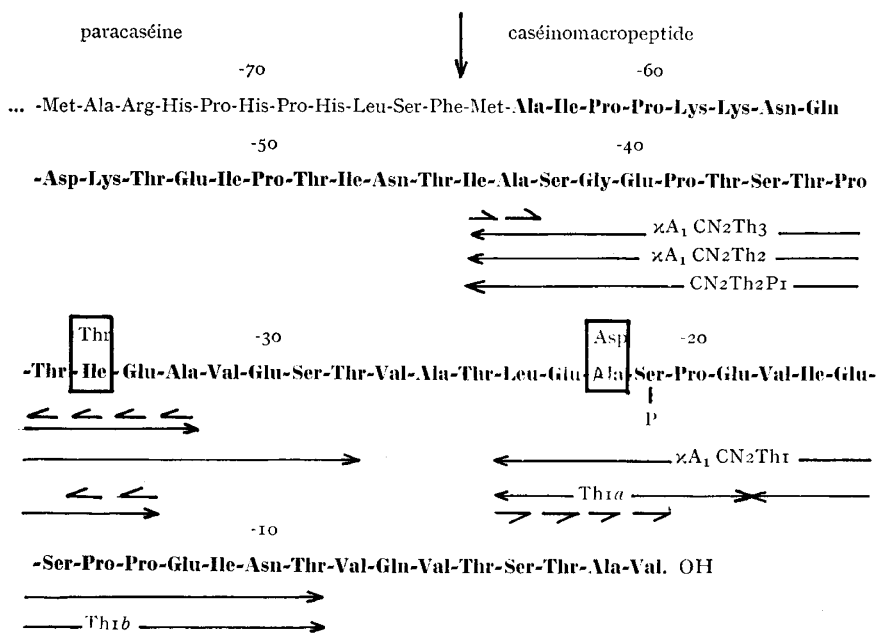 paracaséine caséinomacropeptide
-70 -60
... -Met-Ala-Arg-His-Pro-His-Pro-His-Leu-Ser-Phe-Met-Ala-Ile-Pro-Pro-Lys-Lys-Asn-Gln
-50 -40
-Asp-Lys-Thr-Glu-Ile-Pro-Thr-Ile-Asn-Thr-Ile-Ala-Ser-Gly-Glu-Pro-Thr-Ser-Thr-Pro
ϰA₁ CN2Th3
ϰA₁ CN2Th2
CN2Th2P1
Thr -30 Asp -20
-Thr-Ile-Glu-Ala-Val-Glu-Ser-Thr-Val-Ala-Thr-Leu-Glu-Ala-Ser-Pro-Glu-Val-Ile-Glu-
P
ϰA₁ CN2Th1
Th1a
-10
-Ser-Pro-Pro-Glu-Ile-Asn-Thr-Val-Gln-Val-Thr-Ser-Thr-Ala-Val. OH
Th1b